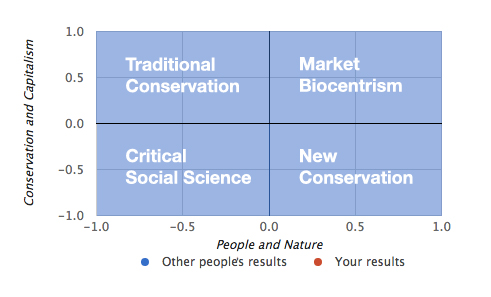 1.0
Traditional Conservation
Market Biocentrism
0.5
0.0
Critical Social Science
New Conservation
−0.5
−1.0
−1.0 −0.5 0.0 0.5 1.0
Conservation and Capitalism
People and Nature
Other people's results Your results